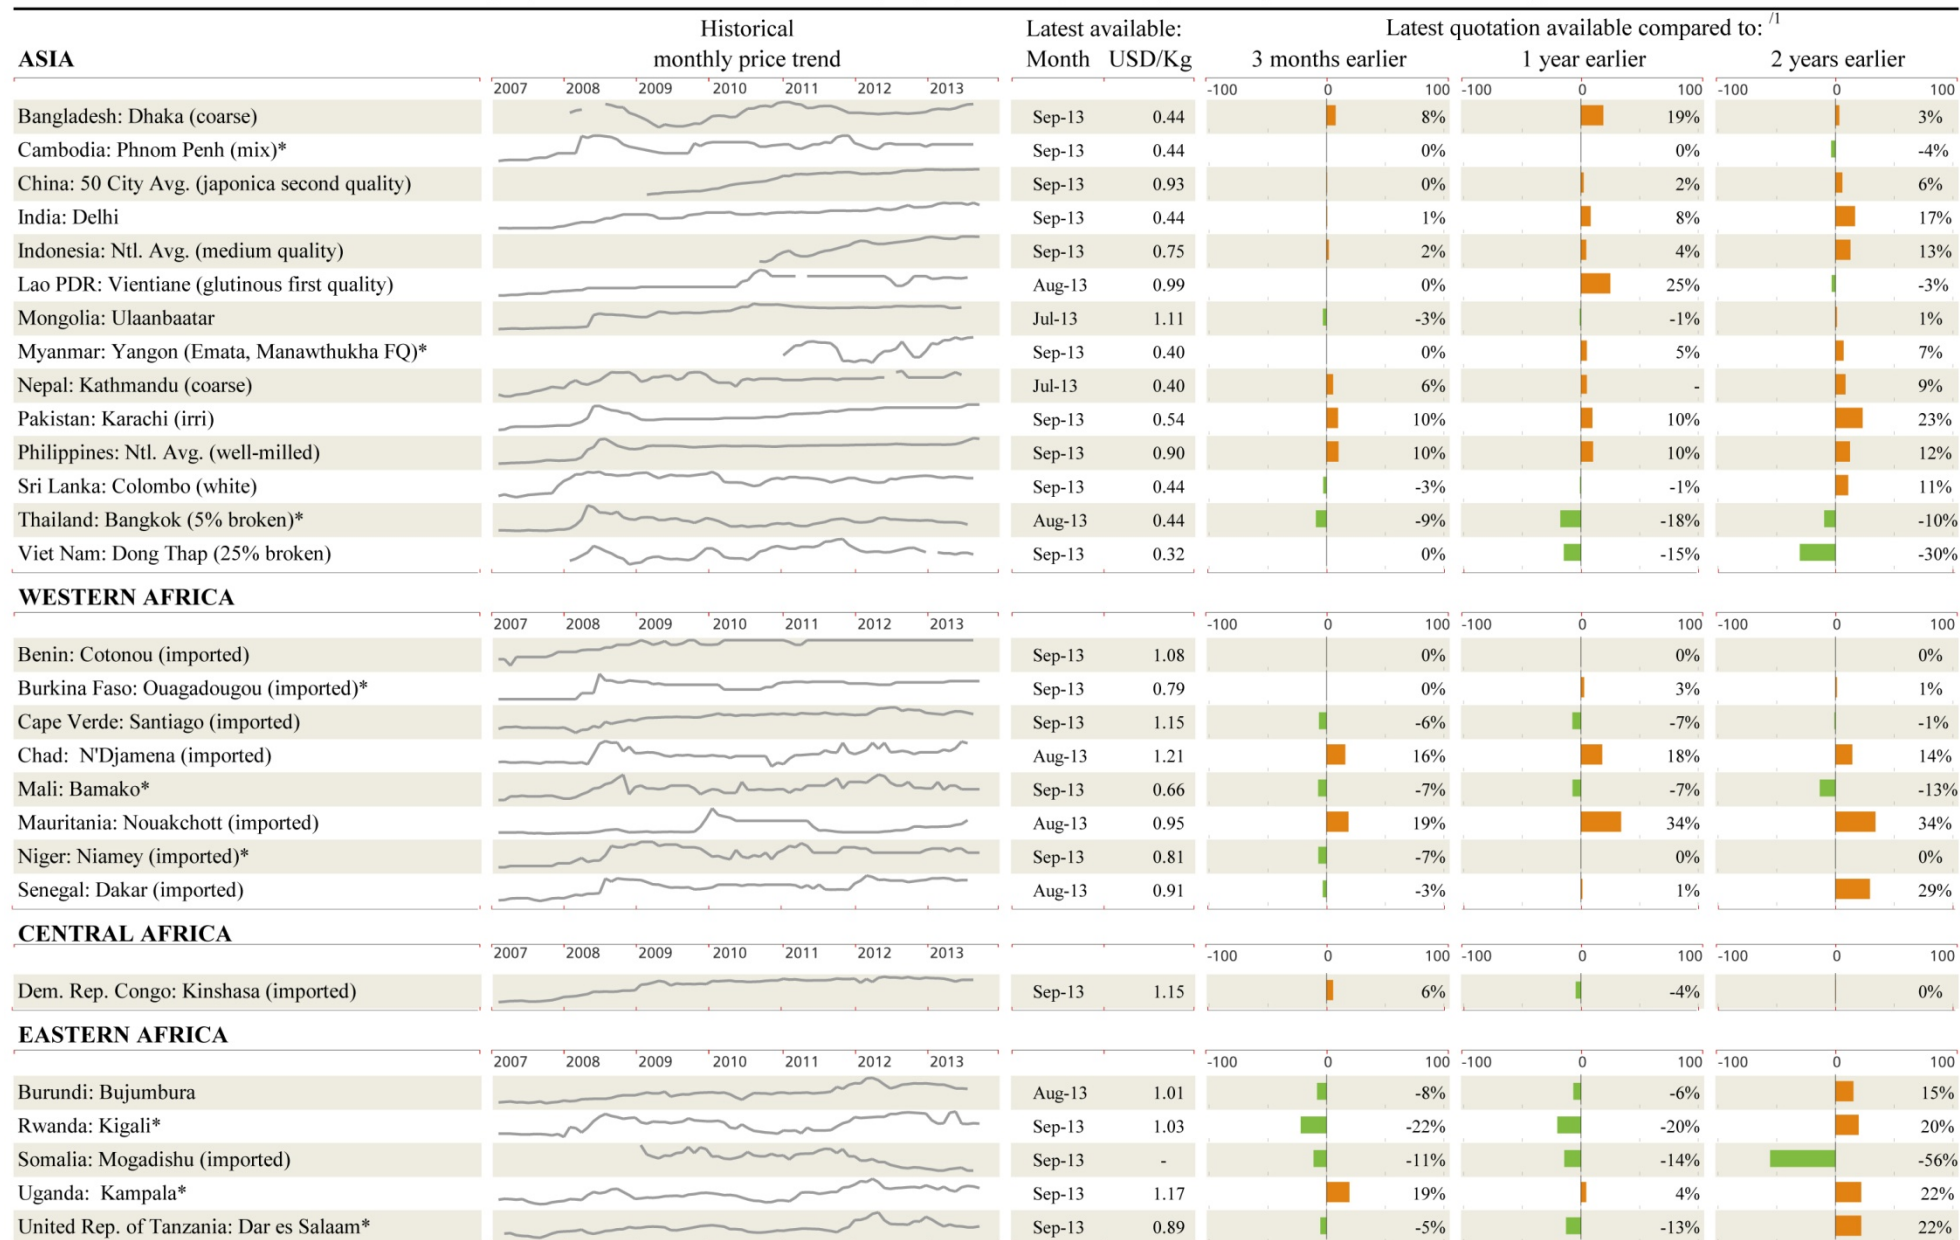 Historical Latest available: Latest quotation available compared to: /1
ASIA monthly price trend Month USD/Kg 3 months earlier 1 year earlier 2 years earlier
2007 2008 2009 2010 2011 2012 2013 -100 0 100 -100 0 100 -100 0 100
Bangladesh: Dhaka (coarse) Sep-13 0.44 8% 19% 3%
Cambodia: Phnom Penh (mix)* Sep-13 0.44 0% 0% -4%
China: 50 City Avg. (japonica second quality) Sep-13 0.93 0% 2% 6%
India: Delhi Sep-13 0.44 1% 8% 17%
Indonesia: Ntl. Avg. (medium quality) Sep-13 0.75 2% 4% 13%
Lao PDR: Vientiane (glutinous first quality) Aug-13 0.99 0% 25% -3%
Mongolia: Ulaanbaatar Jul-13 1.11 -3% -1% 1%
Myanmar: Yangon (Emata, Manawthukha FQ)* Sep-13 0.40 0% 5% 7%
Nepal: Kathmandu (coarse) Jul-13 0.40 6% - 9%
Pakistan: Karachi (irri) Sep-13 0.54 10% 10% 23%
Philippines: Ntl. Avg. (well-milled) Sep-13 0.90 10% 10% 12%
Sri Lanka: Colombo (white) Sep-13 0.44 -3% -1% 11%
Thailand: Bangkok (5% broken)* Aug-13 0.44 -9% -18% -10%
Viet Nam: Dong Thap (25% broken) Sep-13 0.32 0% -15% -30%
WESTERN AFRICA
2007 2008 2009 2010 2011 2012 2013 -100 0 100 -100 0 100 -100 0 100
Benin: Cotonou (imported) Sep-13 1.08 0% 0% 0%
Burkina Faso: Ouagadougou (imported)* Sep-13 0.79 0% 3% 1%
Cape Verde: Santiago (imported) Sep-13 1.15 -6% -7% -1%
Chad: N'Djamena (imported) Aug-13 1.21 16% 18% 14%
Mali: Bamako* Sep-13 0.66 -7% -7% -13%
Mauritania: Nouakchott (imported) Aug-13 0.95 19% 34% 34%
Niger: Niamey (imported)* Sep-13 0.81 -7% 0% 0%
Senegal: Dakar (imported) Aug-13 0.91 -3% 1% 29%
CENTRAL AFRICA
2007 2008 2009 2010 2011 2012 2013 -100 0 100 -100 0 100 -100 0 100
Dem. Rep. Congo: Kinshasa (imported) Sep-13 1.15 6% -4% 0%
EASTERN AFRICA
2007 2008 2009 2010 2011 2012 2013 -100 0 100 -100 0 100 -100 0 100
Burundi: Bujumbura Aug-13 1.01 -8% -6% 15%
Rwanda: Kigali* Sep-13 1.03 -22% -20% 20%
Somalia: Mogadishu (imported) Sep-13 - -11% -14% -56%
Uganda: Kampala* Sep-13 1.17 19% 4% 22%
United Rep. of Tanzania: Dar es Salaam* Sep-13 0.89 -5% -13% 22%